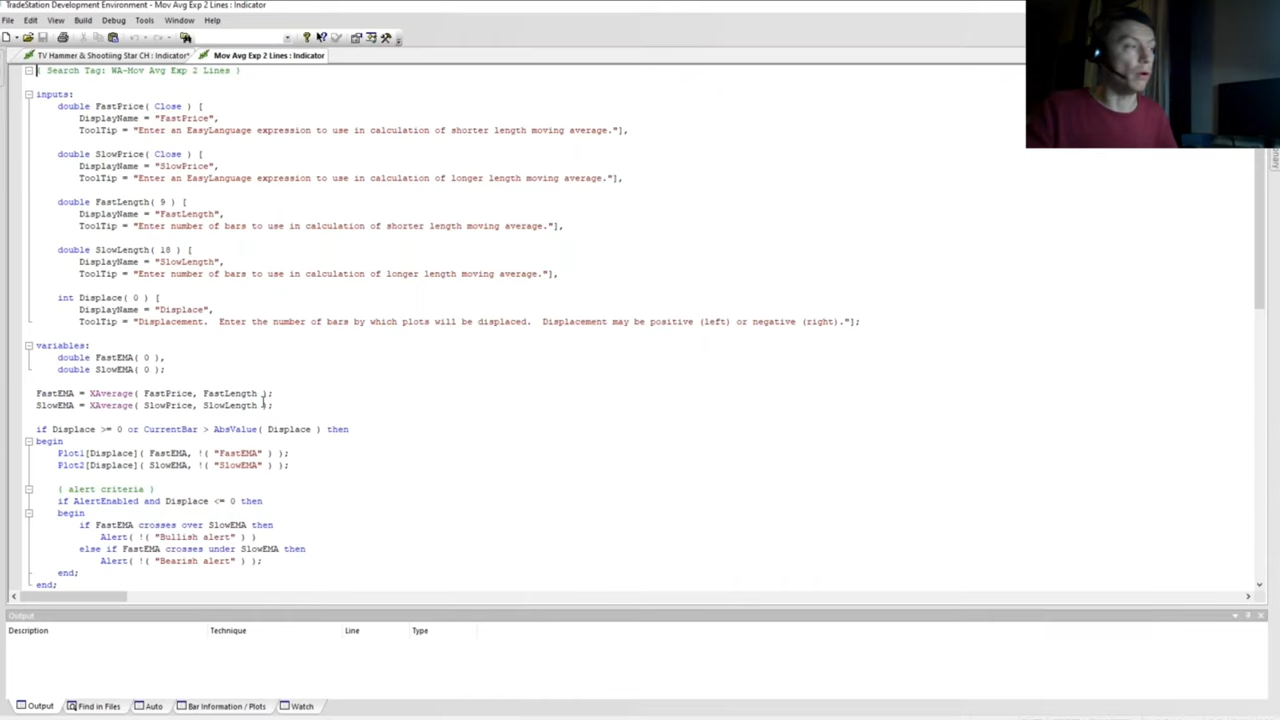 TradeStation Development Environment - Mov Avg Exp 2 Lines : Indicator
File Edit View Build Debug Tools Window Help
TV Hammer & Shootiing Star CH : Indicator* Mov Avg Exp 2 Lines : Indicator
{ Search Tag: WA-Mov Avg Exp 2 Lines }
inputs:
double FastPrice( Close ) [
DisplayName = "FastPrice",
ToolTip = "Enter an EasyLanguage expression to use in calculation of shorter length moving average."],
double SlowPrice( Close ) [
DisplayName = "SlowPrice",
ToolTip = "Enter an EasyLanguage expression to use in calculation of longer length moving average."],
double FastLength( 9 ) [
DisplayName = "FastLength",
ToolTip = "Enter number of bars to use in calculation of shorter length moving average."],
double SlowLength( 18 ) [
DisplayName = "SlowLength",
ToolTip = "Enter number of bars to use in calculation of longer length moving average."],
int Displace( 0 ) [
DisplayName = "Displace",
ToolTip = "Displacement.  Enter the number of bars by which plots will be displaced.  Displacement may be positive (left) or negative (right)."];
variables:
double FastEMA( 0 ),
double SlowEMA( 0 );
FastEMA = XAverage( FastPrice, FastLength );
SlowEMA = XAverage( SlowPrice, SlowLength );
if Displace >= 0 or CurrentBar > AbsValue( Displace ) then
begin
Plot1[Displace]( FastEMA, !( "FastEMA" ) );
Plot2[Displace]( SlowEMA, !( "SlowEMA" ) );
{ alert criteria }
if AlertEnabled and Displace <= 0 then
begin
if FastEMA crosses over SlowEMA then
Alert( !( "Bullish alert" ) )
else if FastEMA crosses under SlowEMA then
Alert( !( "Bearish alert" ) );
end;
end;
Output
Description Technique Line Type
Output Find in Files Auto Bar Information / Plots Watch